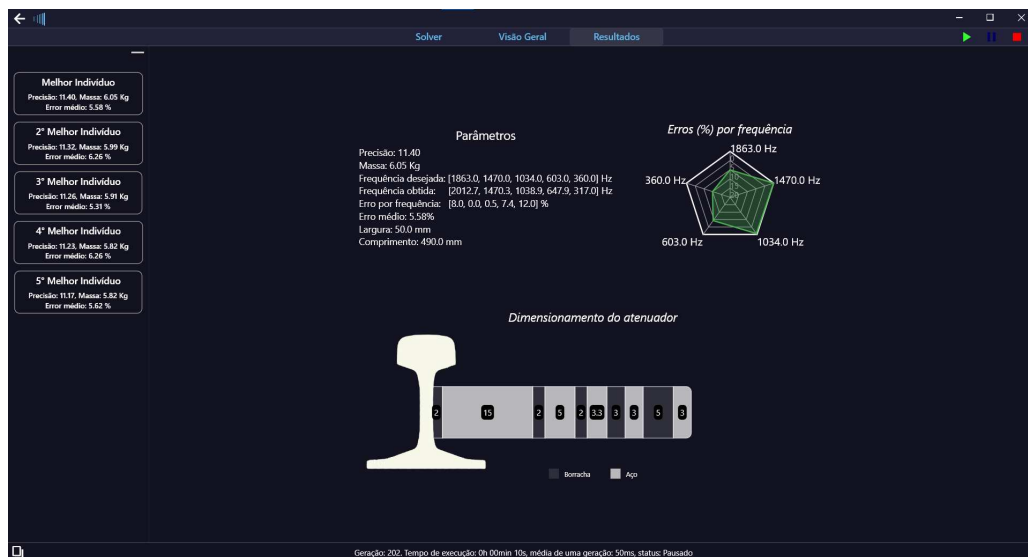 Solver Visão Geral Resultados
Melhor Indivíduo
Precisão: 11.40, Massa: 6.05 Kg
Error médio: 5.58 %
2° Melhor Indivíduo
Precisão: 11.32, Massa: 5.99 Kg
Error médio: 6.26 %
3° Melhor Indivíduo
Precisão: 11.26, Massa: 5.91 Kg
Error médio: 5.31 %
4° Melhor Indivíduo
Precisão: 11.23, Massa: 5.82 Kg
Error médio: 6.26 %
5° Melhor Indivíduo
Precisão: 11.17, Massa: 5.82 Kg
Error médio: 5.62 %
Parâmetros
Precisão: 11.40
Massa: 6.05 Kg
Frequência desejada: [1863.0, 1470.0, 1034.0, 603.0, 360.0] Hz
Frequência obtida: [2012.7, 1470.3, 1038.9, 647.9, 317.0] Hz
Erro por frequência: [8.0, 0.0, 0.5, 7.4, 12.0] %
Erro médio: 5.58%
Largura: 50.0 mm
Comprimento: 490.0 mm
Erros (%) por frequência
1863.0 Hz
360.0 Hz
1470.0 Hz
603.0 Hz
1034.0 Hz
Dimensionamento do atenuador
2 15 2 5 2 3.3 3 3 5 3
Borracha Aço
Geração: 202. Tempo de execução: 0h 00min 10s, média de uma geração: 50ms, status: Pausado